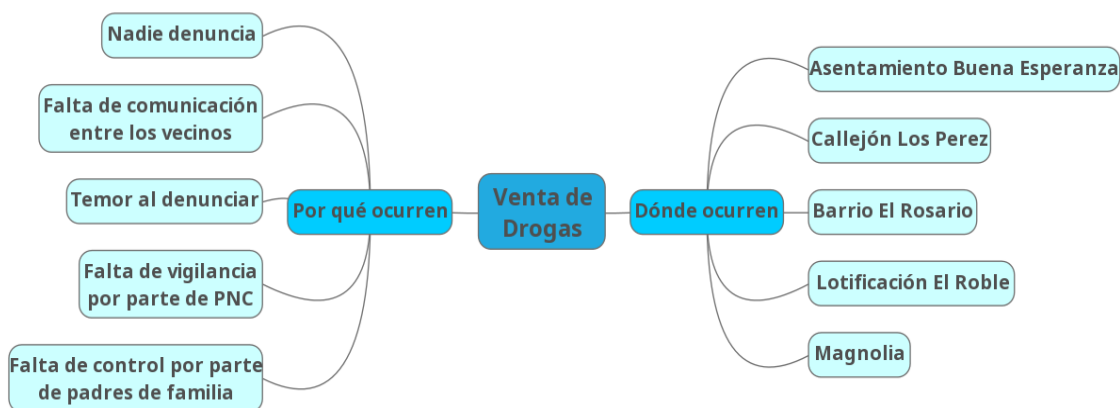 Nadie denuncia
Falta de comunicación
entre los vecinos
Temor al denunciar
Falta de vigilancia
por parte de PNC
Falta de control por parte
de padres de familia
Por qué ocurren
Venta de
Drogas
Dónde ocurren
Asentamiento Buena Esperanza
Callejón Los Perez
Barrio El Rosario
Lotificación El Roble
Magnolia